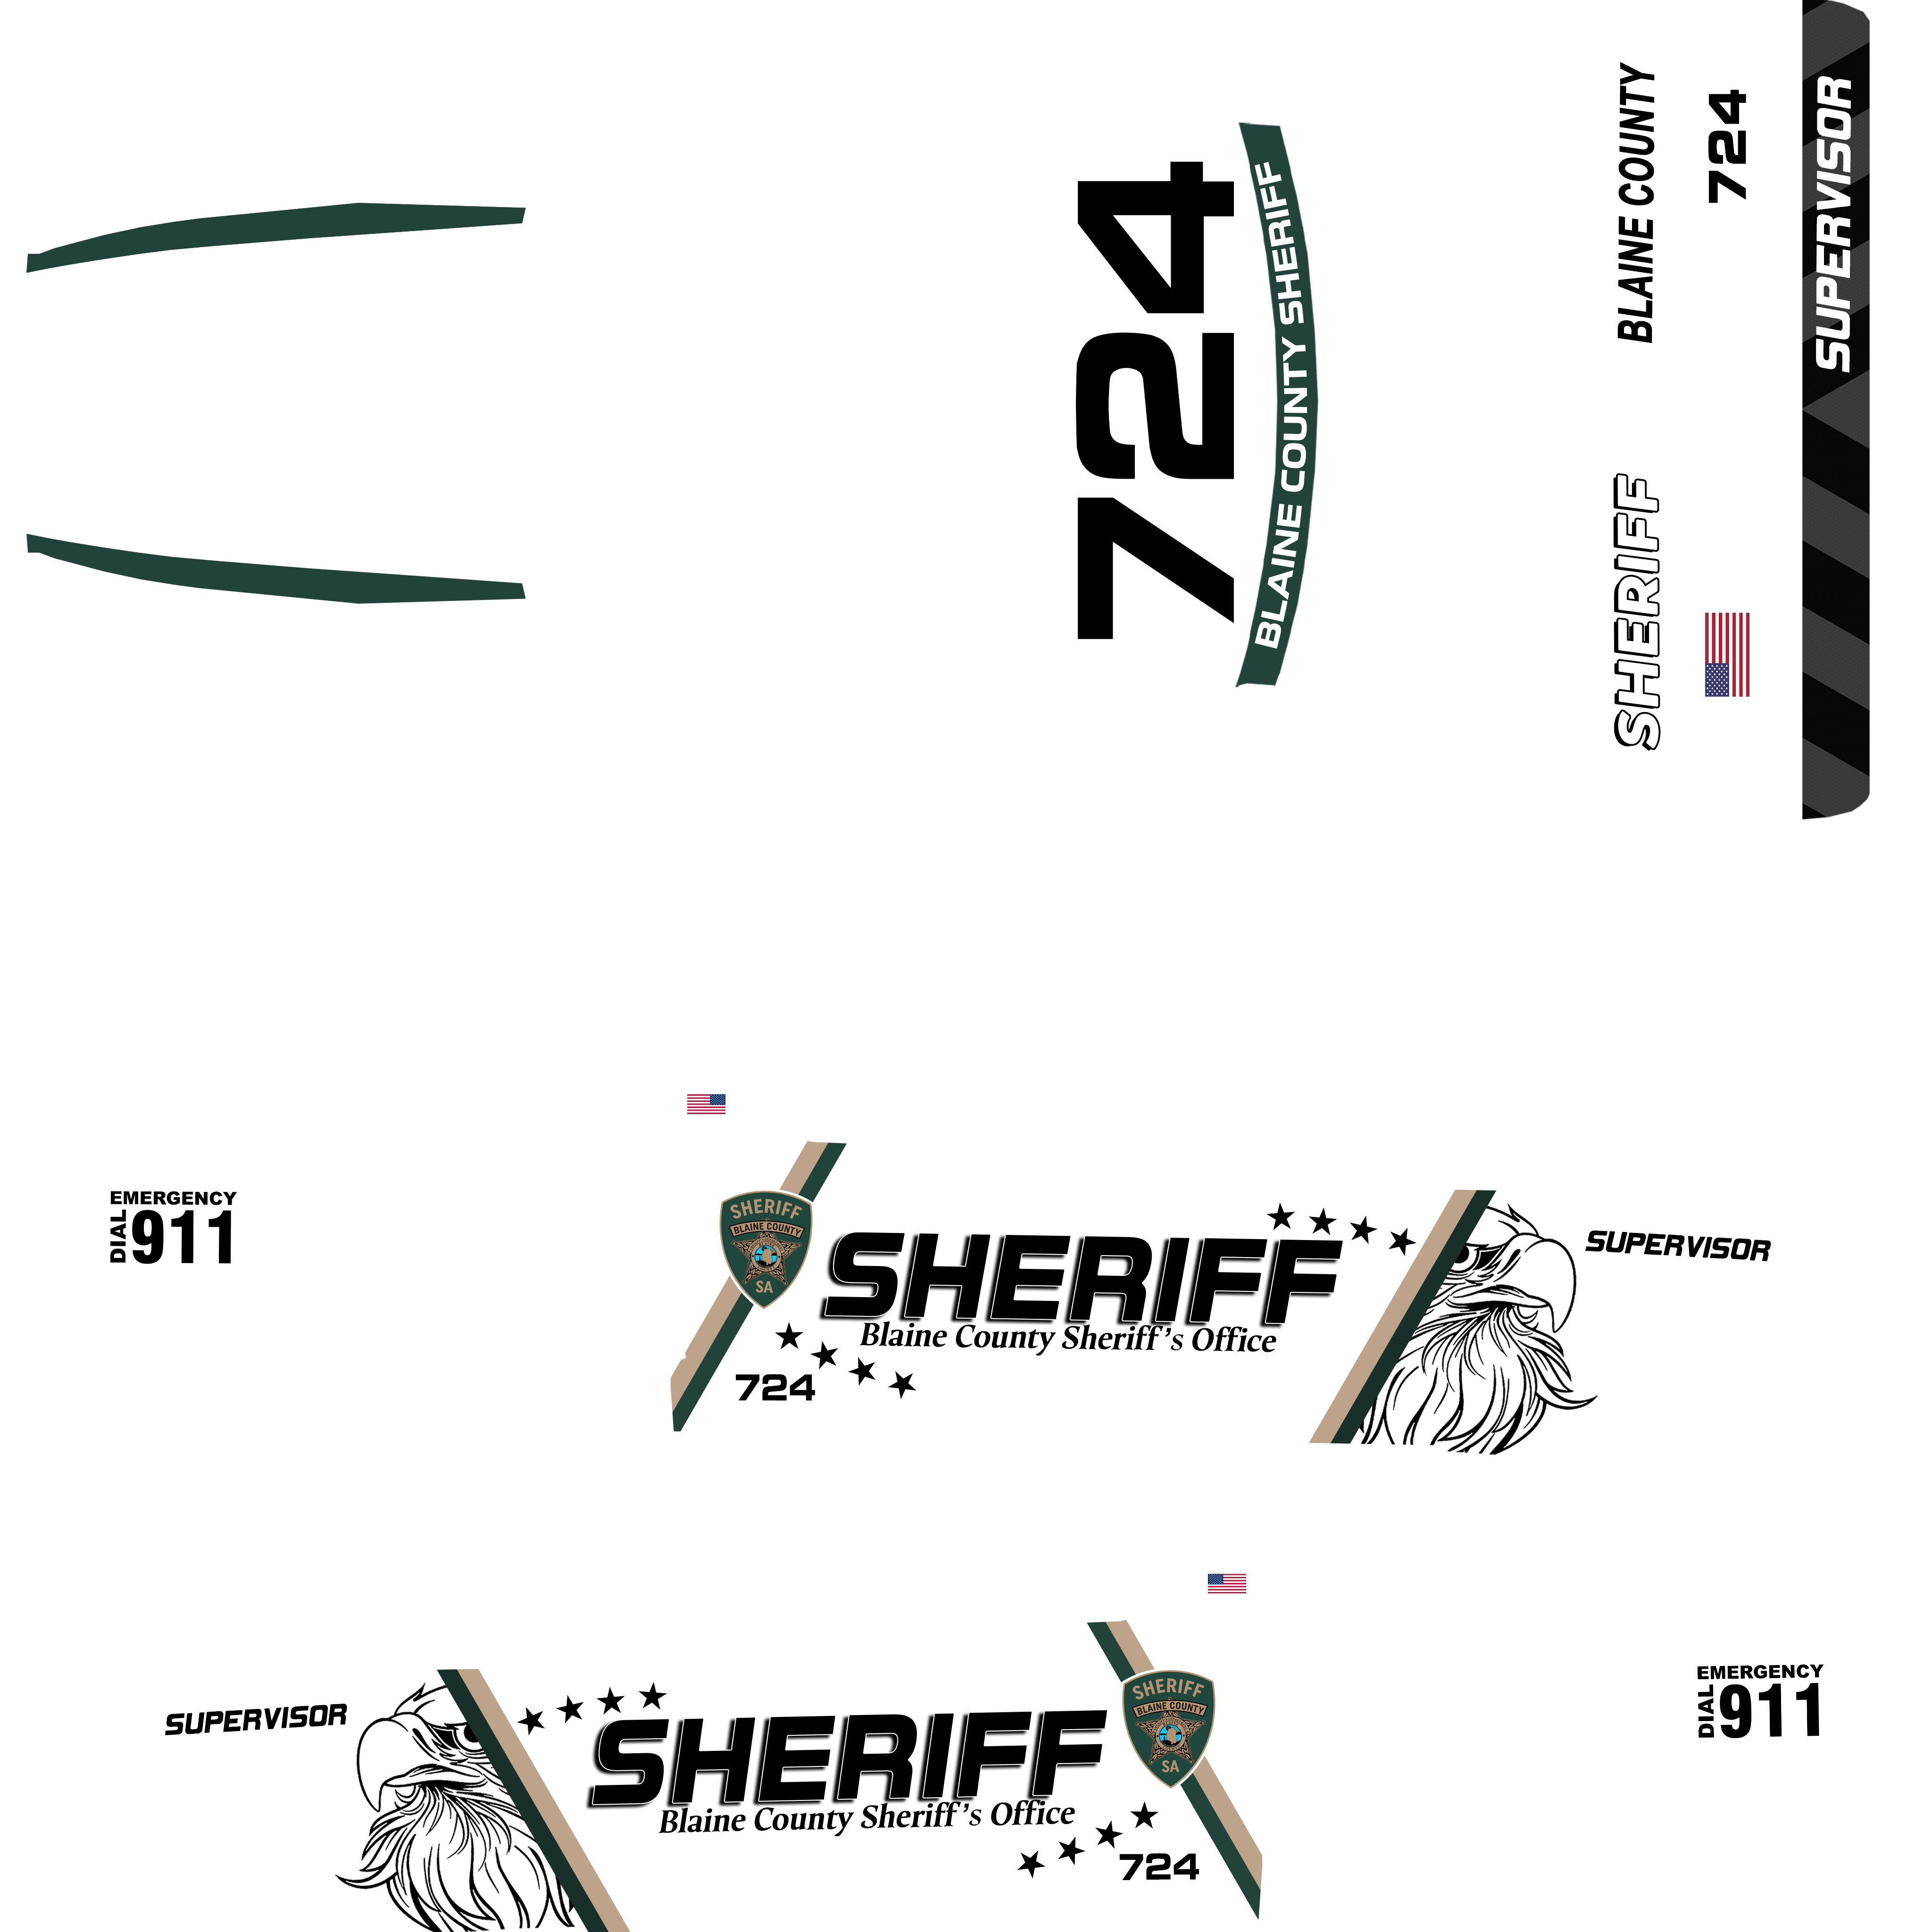 724
BLAINE COUNTY SHERIFF
BLAINE COUNTY
SHERIFF
724
SUPERVISOR
EMERGENCY
DIAL
911
SHERIFF
BLAINE COUNTY
SA
SHERIFF
Blaine County Sheriff's Office
724
SUPERVISOR
SUPERVISOR
SHERIFF
Blaine County Sheriff's Office
SHERIFF
BLAINE COUNTY
SA
724
EMERGENCY
DIAL
911